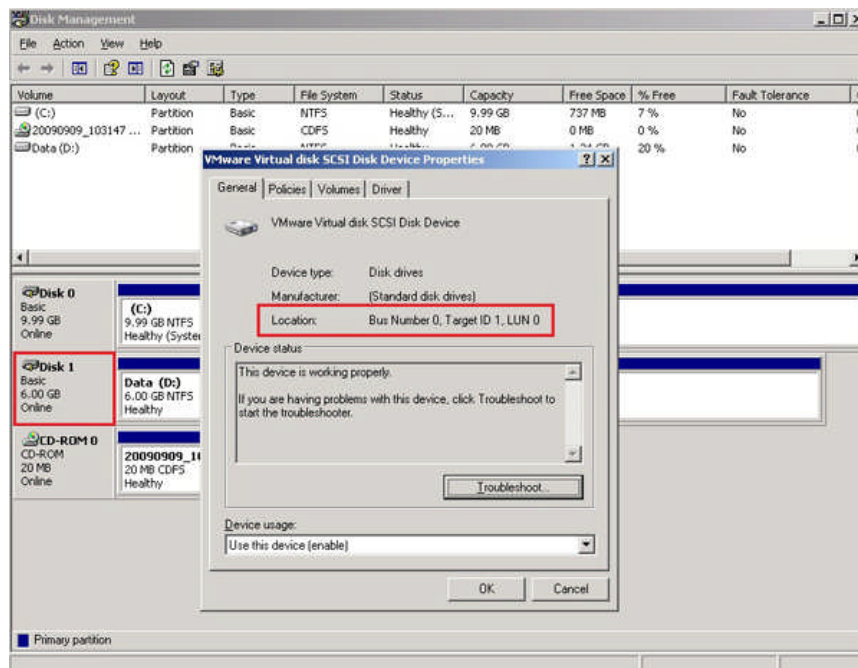 Disk Management
File Action View Help
Volume Layout Type File System Status Capacity Free Space % Free Fault Tolerance
(C:) Partition Basic NTFS Healthy (S... 9.99 GB 737 MB 7 % No
20090909_103147 ... Partition Basic CDFS Healthy 20 MB 0 MB 0 % No
Data (D:) Partition 20 % No
VMware Virtual disk SCSI Disk Device Properties
General Policies Volumes Driver
VMware Virtual disk SCSI Disk Device
Device type: Disk drives
Manufacturer: (Standard disk drives)
Location: Bus Number 0, Target ID 1, LUN 0
Device status
This device is working properly.
If you are having problems with this device, click Troubleshoot to
start the troubleshooter.
Troubleshoot...
Device usage:
Use this device (enable)
OK Cancel
Disk 0
Basic
9.99 GB
Online
(C:)
9.99 GB NTFS
Healthy (System
Disk 1
Basic
6.00 GB
Online
Data (D:)
6.00 GB NTFS
Healthy
CD-ROM 0
CD-ROM
20 MB
Online
20090909_10
20 MB CDFS
Healthy
Primary partition